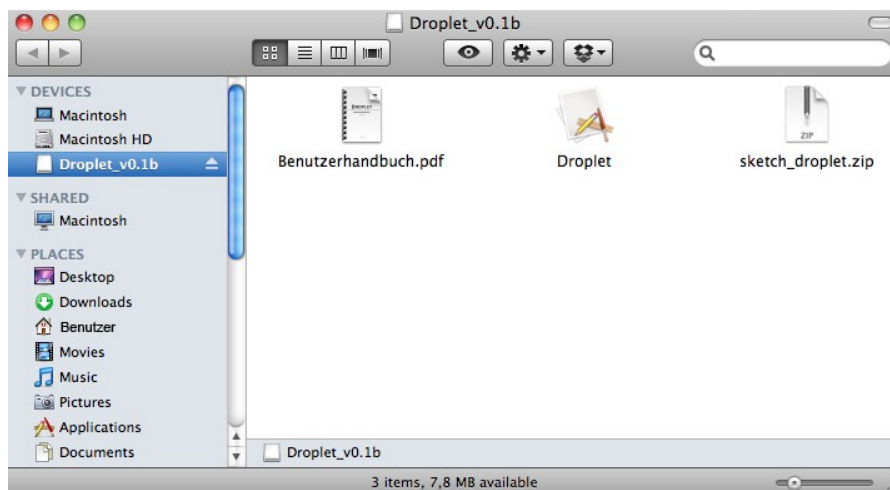 Droplet_v0.1b
DEVICES
Macintosh
Macintosh HD
Droplet_v0.1b
SHARED
Macintosh
PLACES
Desktop
Downloads
Benutzer
Movies
Music
Pictures
Applications
Documents
DROPLET
Benutzerhandbuch.pdf
Droplet
ZIP
sketch_droplet.zip
Droplet_v0.1b
3 items, 7,8 MB available